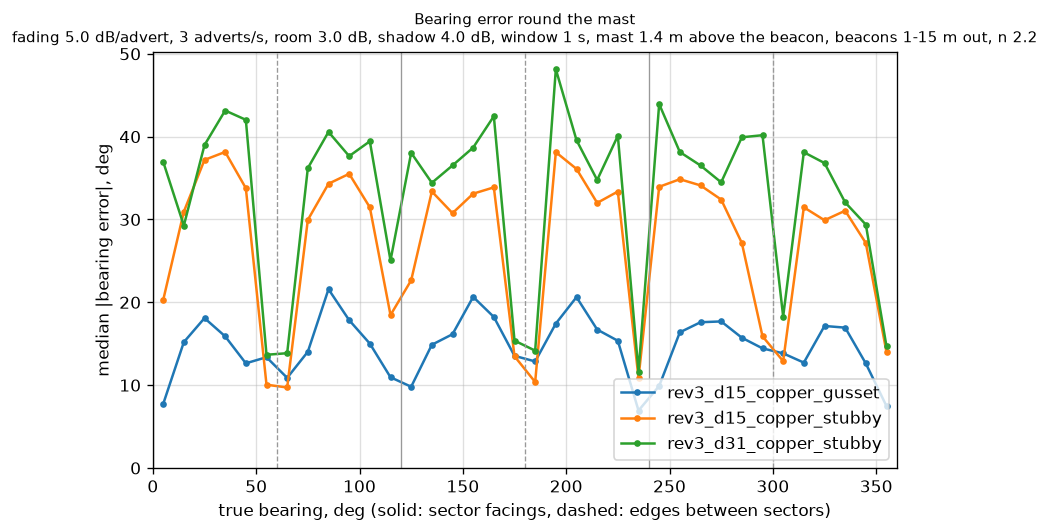 Bearing error round the mast
fading 5.0 dB/advert, 3 adverts/s, room 3.0 dB, shadow 4.0 dB, window 1 s, mast 1.4 m above the beacon, beacons 1-15 m out, n 2.2
50
40
30
20
10
0
median |bearing error|, deg
rev3_d15_copper_gusset
rev3_d15_copper_stubby
rev3_d31_copper_stubby
0 50 100 150 200 250 300 350
true bearing, deg (solid: sector facings, dashed: edges between sectors)